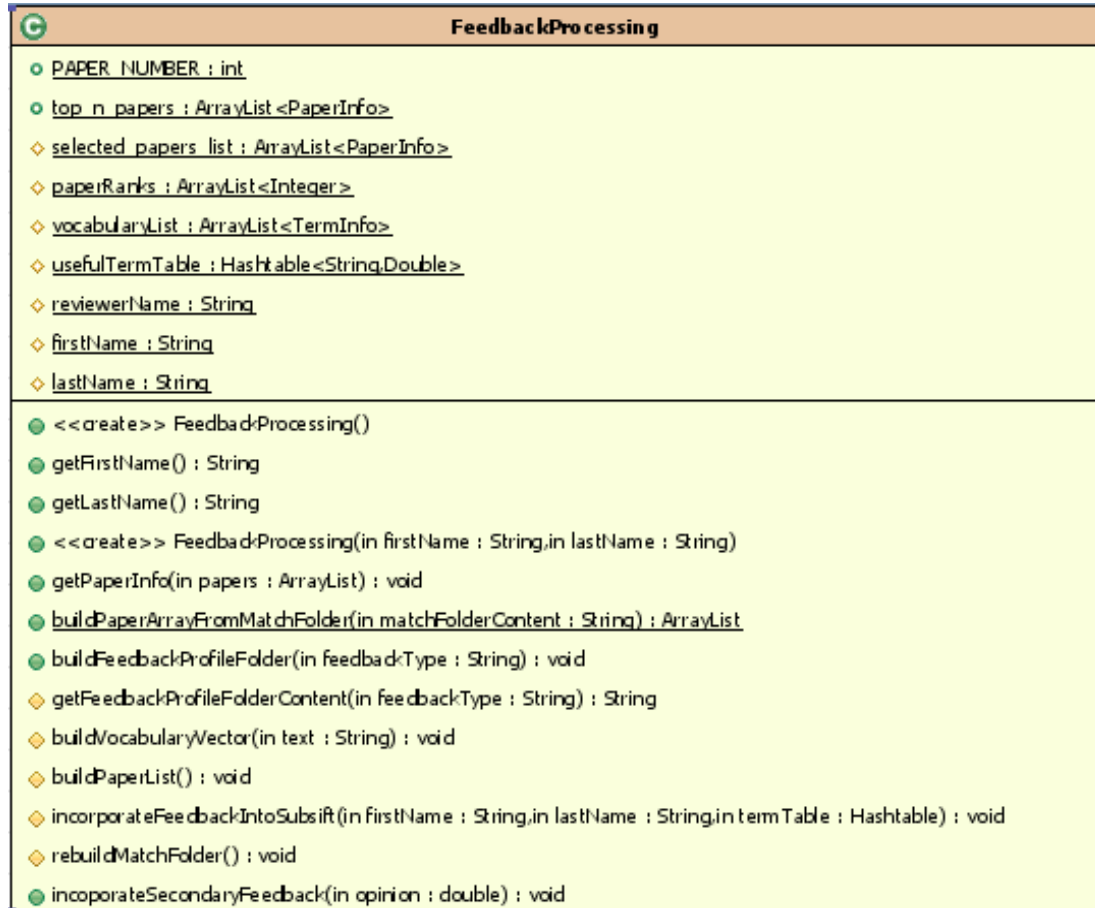 C
FeedbackProcessing
PAPER_NUMBER : int
top_n_papers : ArrayList<PaperInfo>
selected_papers_list : ArrayList<PaperInfo>
paperRanks : ArrayList<Integer>
vocabularyList : ArrayList<TermInfo>
usefulTermTable : Hashtable<String,Double>
reviewerName : String
firstName : String
lastName : String
<<create>> FeedbackProcessing()
getFirstName() : String
getLastName() : String
<<create>> FeedbackProcessing(in firstName : String,in lastName : String)
getPaperInfo(in papers : ArrayList) : void
buildPaperArrayFromMatchFolder(in matchFolderContent : String) : ArrayList
buildFeedbackProfileFolder(in feedbackType : String) : void
getFeedbackProfileFolderContent(in feedbackType : String) : String
buildVocabularyVector(in text : String) : void
buildPaperList() : void
incorporateFeedbackIntoSubsift(in firstName : String,in lastName : String,in termTable : Hashtable) : void
rebuildMatchFolder() : void
incoporateSecondaryFeedback(in opinion : double) : void